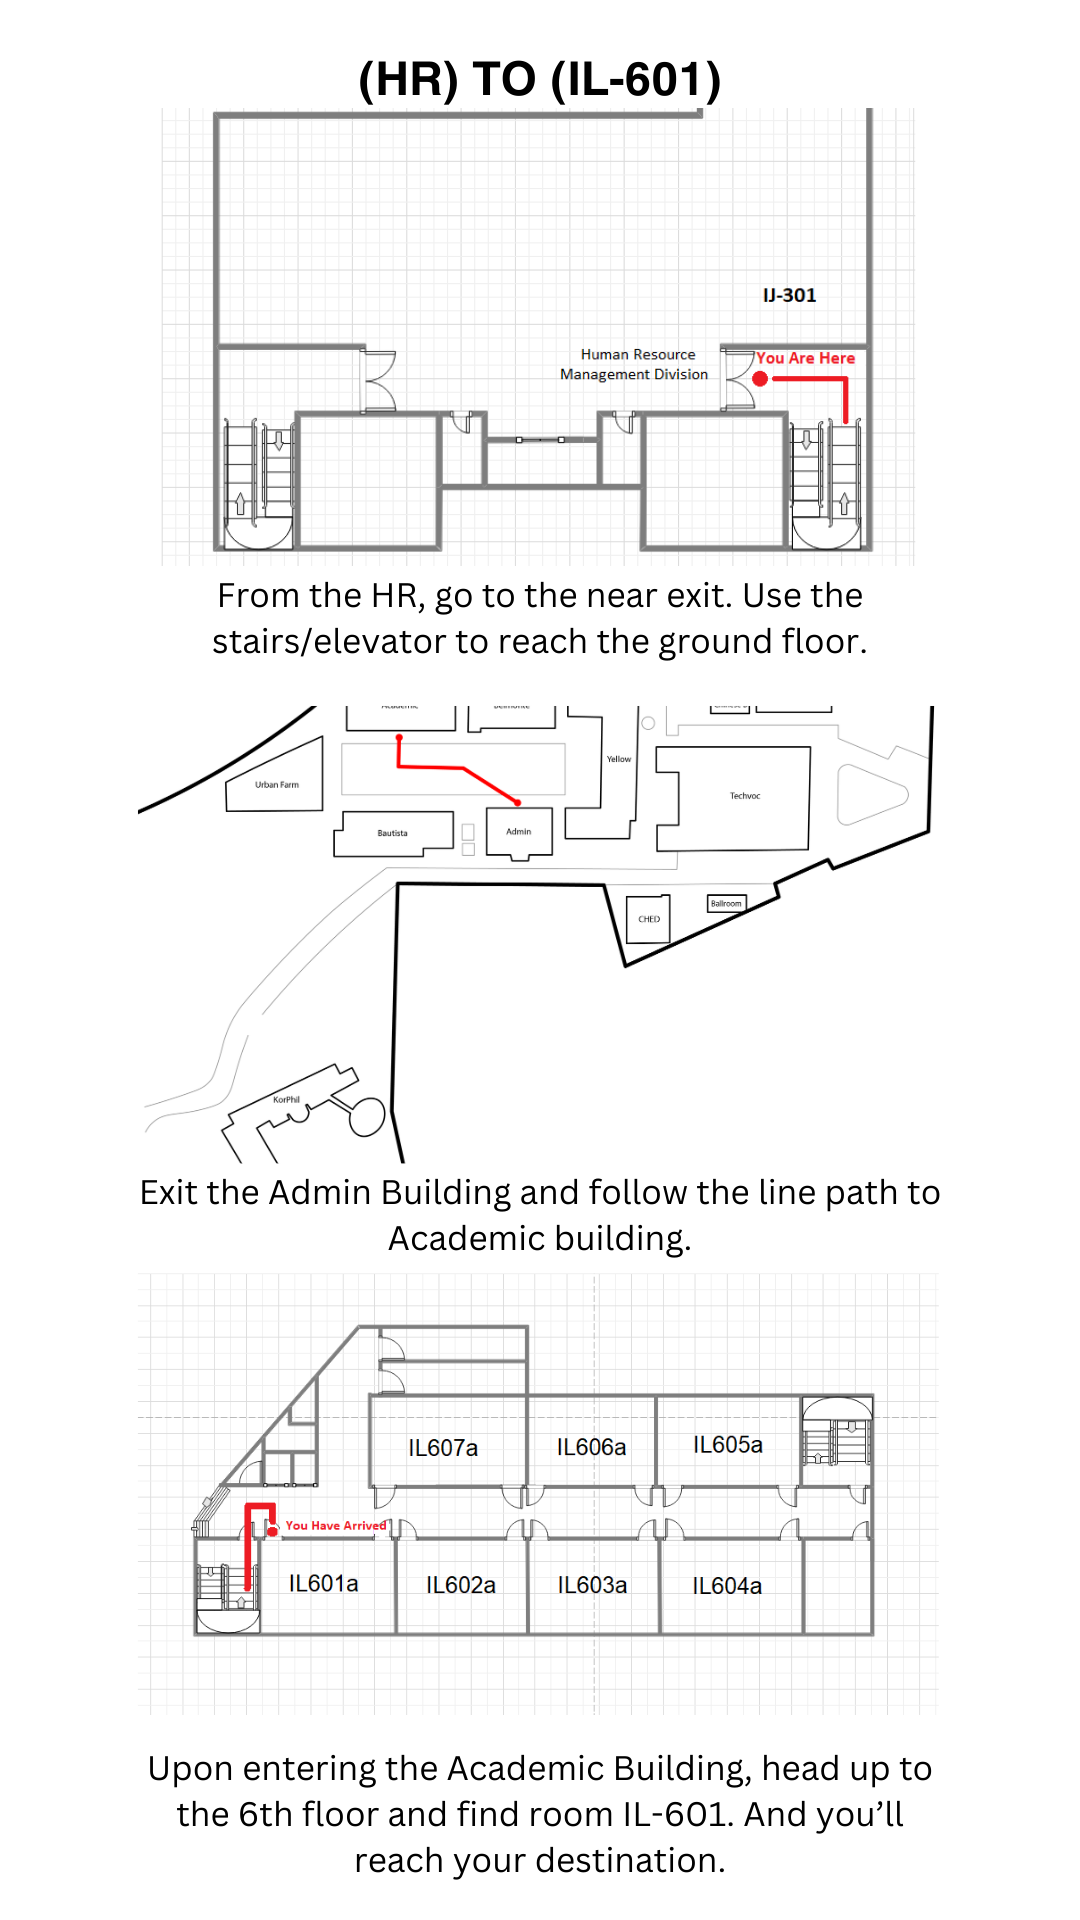 (HR) TO (IL-601)
IJ-301
Human Resource
Management Division
You Are Here
From the HR, go to the near exit. Use the
stairs/elevator to reach the ground floor.
Academic
Belmonte
Yellow
Urban Farm
Techvoc
Bautista
Admin
CHED
Ballroom
KorPhil
Exit the Admin Building and follow the line path to
Academic building.
IL607a
IL606a
IL605a
You Have Arrived
IL601a
IL602a
IL603a
IL604a
Upon entering the Academic Building, head up to
the 6th floor and find room IL-601. And you’ll
reach your destination.